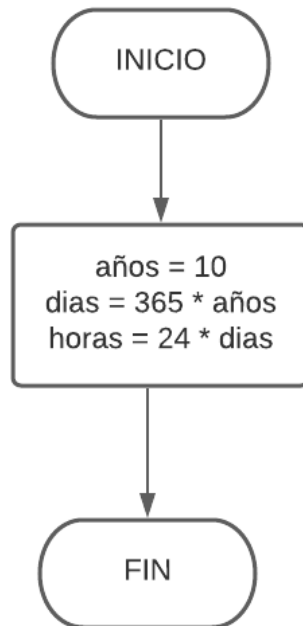 INICIO
años = 10
dias = 365 * años
horas = 24 * dias
FIN